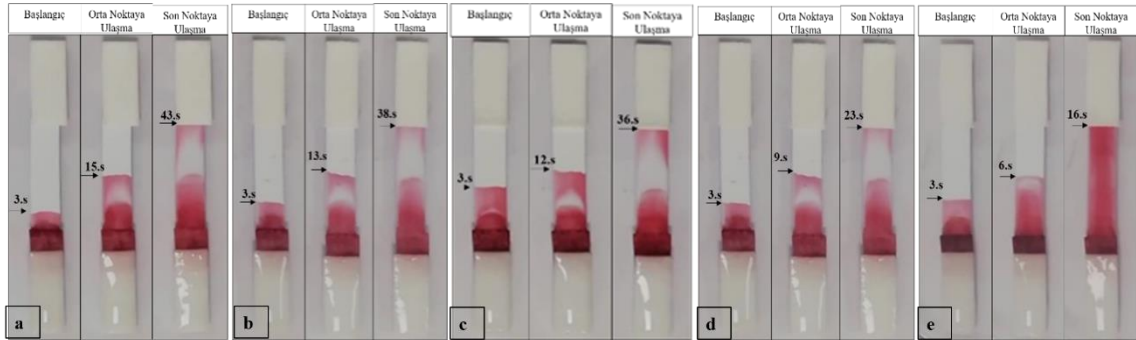 Başlangıç
Orta Noktaya
Ulaşma
Son Noktaya
Ulaşma
3.s
15.s
43.s
a
Başlangıç
Orta Noktaya
Ulaşma
Son Noktaya
Ulaşma
3.s
13.s
38.s
b
Başlangıç
Orta Noktaya
Ulaşma
Son Noktaya
Ulaşma
3.s
12.s
36.s
c
Başlangıç
Orta Noktaya
Ulaşma
Son Noktaya
Ulaşma
3.s
9.s
23.s
d
Başlangıç
Orta Noktaya
Ulaşma
Son Noktaya
Ulaşma
3.s
6.s
16.s
e